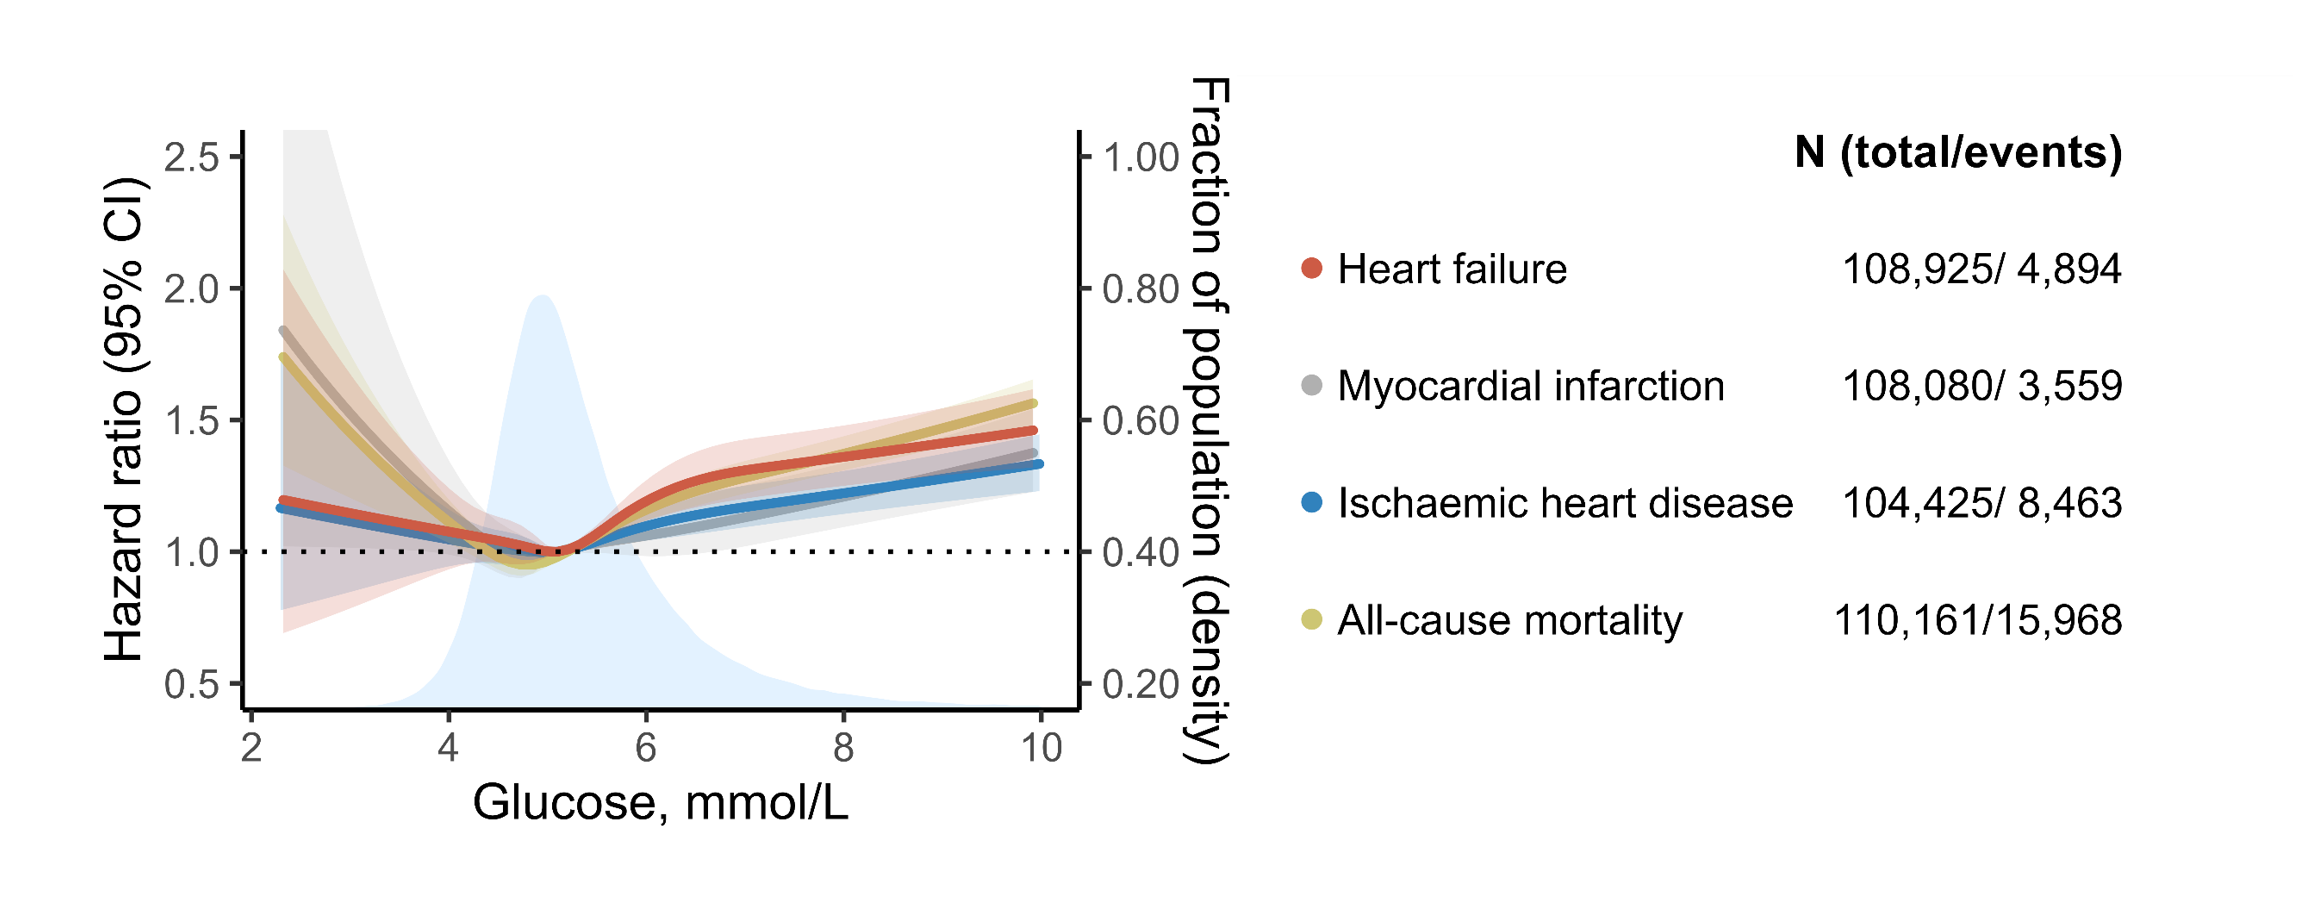 Hazard ratio (95% CI)
2.5
2.0
1.5
1.0
0.5
2 4 6 8 10
Glucose, mmol/L
1.00
0.80
0.60
0.40
0.20
Fraction of population (density)
N (total/events)
Heart failure 108,925/ 4,894
Myocardial infarction 108,080/ 3,559
Ischaemic heart disease 104,425/ 8,463
All-cause mortality 110,161/15,968